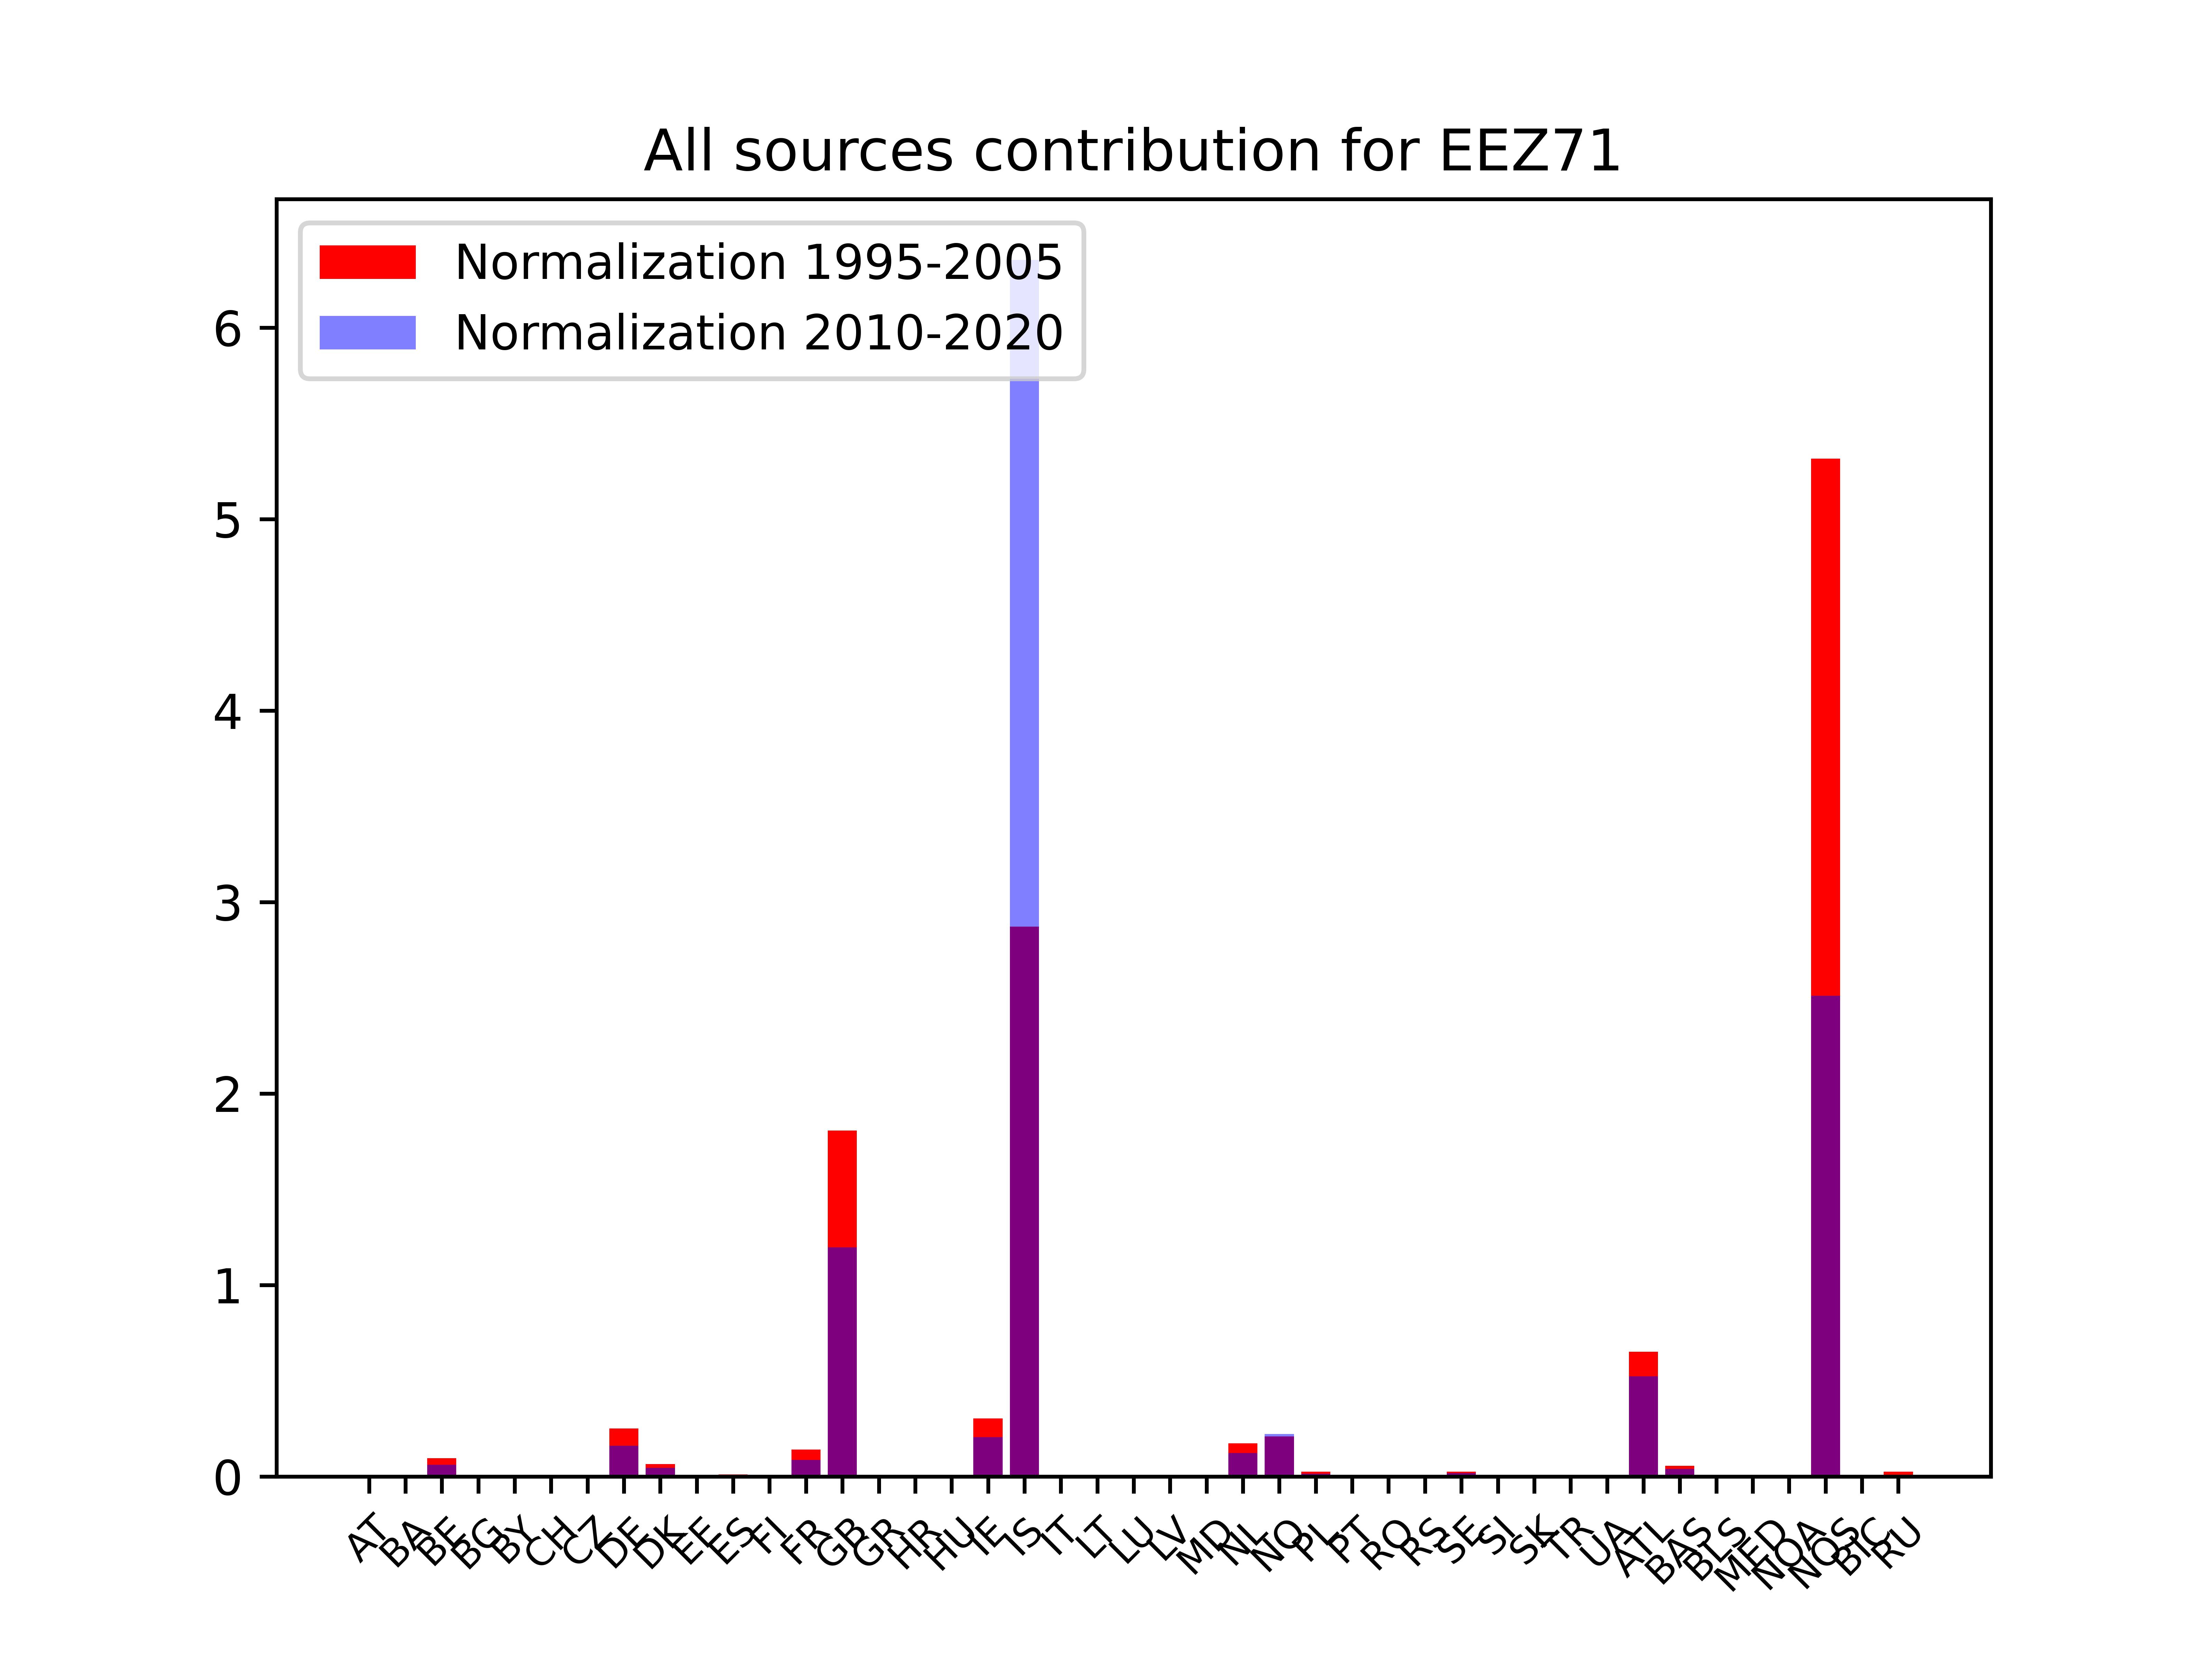 All sources contribution for EEZ71
Normalization 1995-2005
Normalization 2010-2020
6
5
4
3
2
1
0
AT BA BE BG BY CH CZ DE DK EE ES FI FR GB GR HR HU IE IS IT LT LU LV MD NL NO PL PT RO RS SE SI SK TR UA ATL BAS BLS MED NOA NOS BIC RU